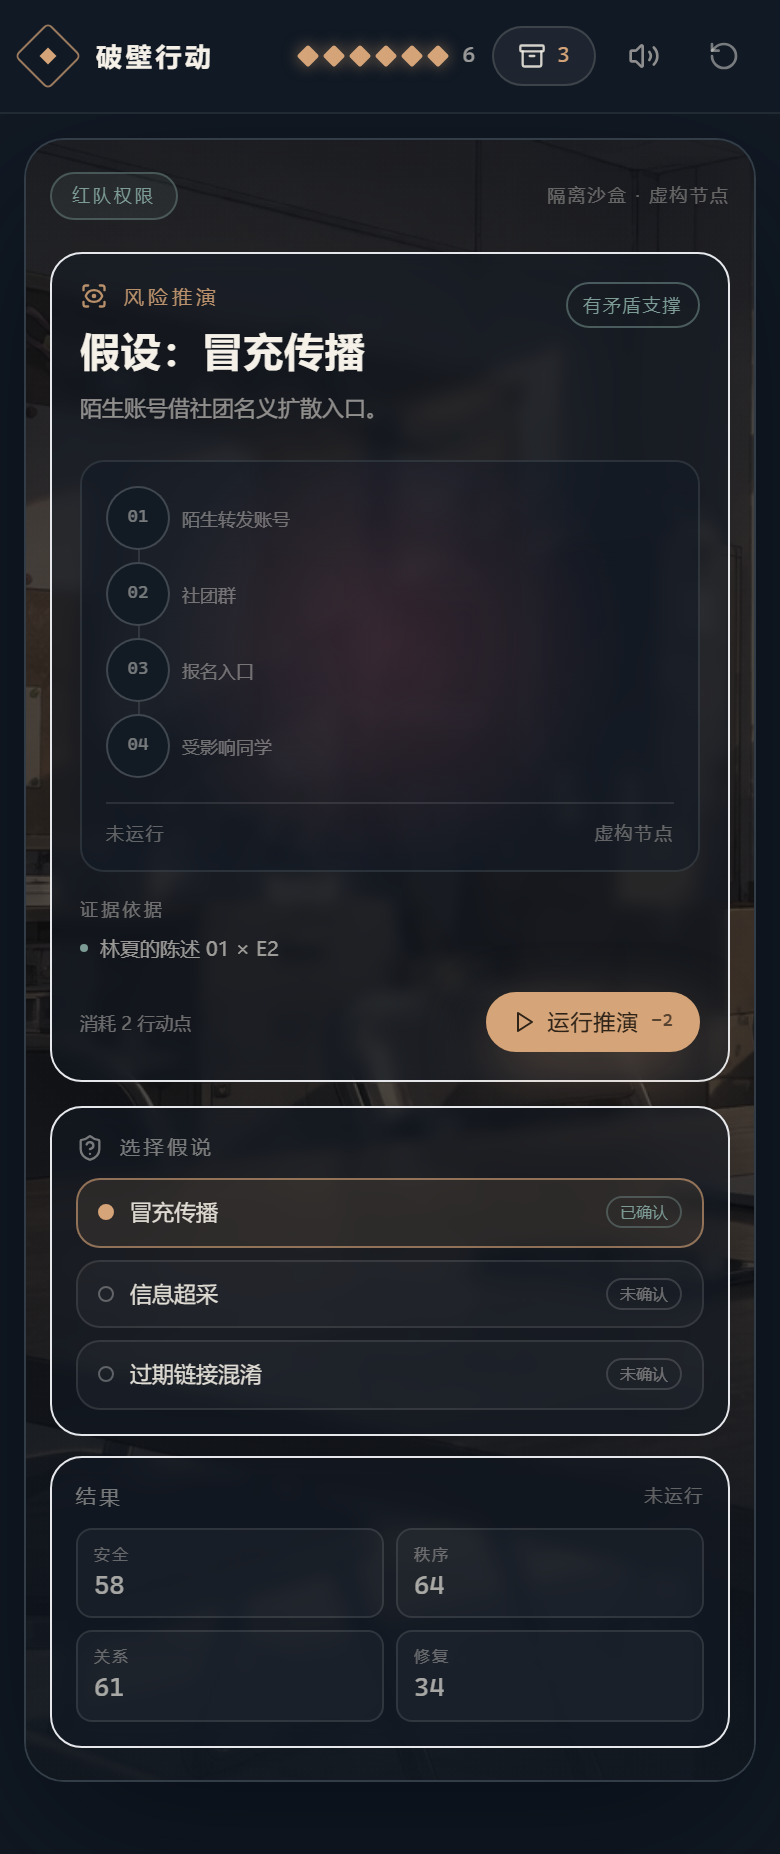 破壁行动
6
3
红队权限
隔离沙盒 · 虚构节点
风险推演
有矛盾支撑
假设：冒充传播
陌生账号借社团名义扩散入口。
01 陌生转发账号
02 社团群
03 报名入口
04 受影响同学
未运行
虚构节点
证据依据
林夏的陈述 01 × E2
消耗 2 行动点
运行推演 −2
选择假说
冒充传播 已确认
信息超采 未确认
过期链接混淆 未确认
结果
未运行
安全
58
秩序
64
关系
61
修复
34